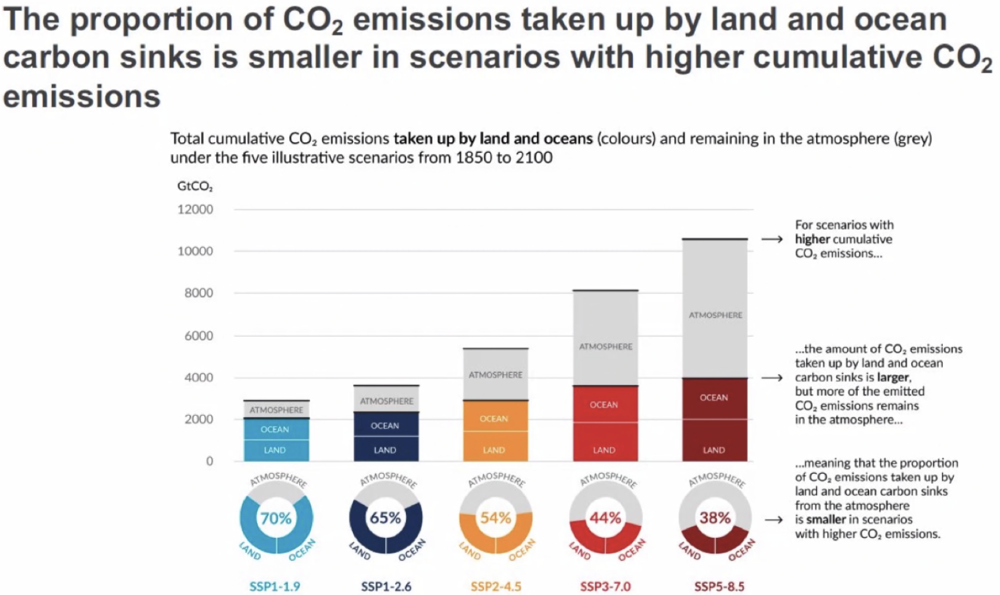 The proportion of CO₂ emissions taken up by land and ocean
carbon sinks is smaller in scenarios with higher cumulative CO₂
emissions
Total cumulative CO₂ emissions taken up by land and oceans (colours) and remaining in the atmosphere (grey)
under the five illustrative scenarios from 1850 to 2100
GtCO₂
12000
10000
8000
6000
4000
2000
0
ATMOSPHERE
OCEAN
LAND
ATMOSPHERE
OCEAN
LAND
ATMOSPHERE
OCEAN
LAND
ATMOSPHERE
OCEAN
LAND
ATMOSPHERE
OCEAN
LAND
For scenarios with
higher cumulative
CO₂ emissions...
...the amount of CO₂ emissions
taken up by land and ocean
carbon sinks is larger,
but more of the emitted
CO₂ emissions remains
in the atmosphere...
...meaning that the proportion
of CO₂ emissions taken up by
land and ocean carbon sinks
from the atmosphere
is smaller in scenarios
with higher CO₂ emissions.
ATMOSPHERE
70%
LAND
OCEAN
SSP1-1.9
ATMOSPHERE
65%
LAND
OCEAN
SSP1-2.6
ATMOSPHERE
54%
LAND
OCEAN
SSP2-4.5
ATMOSPHERE
44%
LAND
OCEAN
SSP3-7.0
ATMOSPHERE
38%
LAND
OCEAN
SSP5-8.5